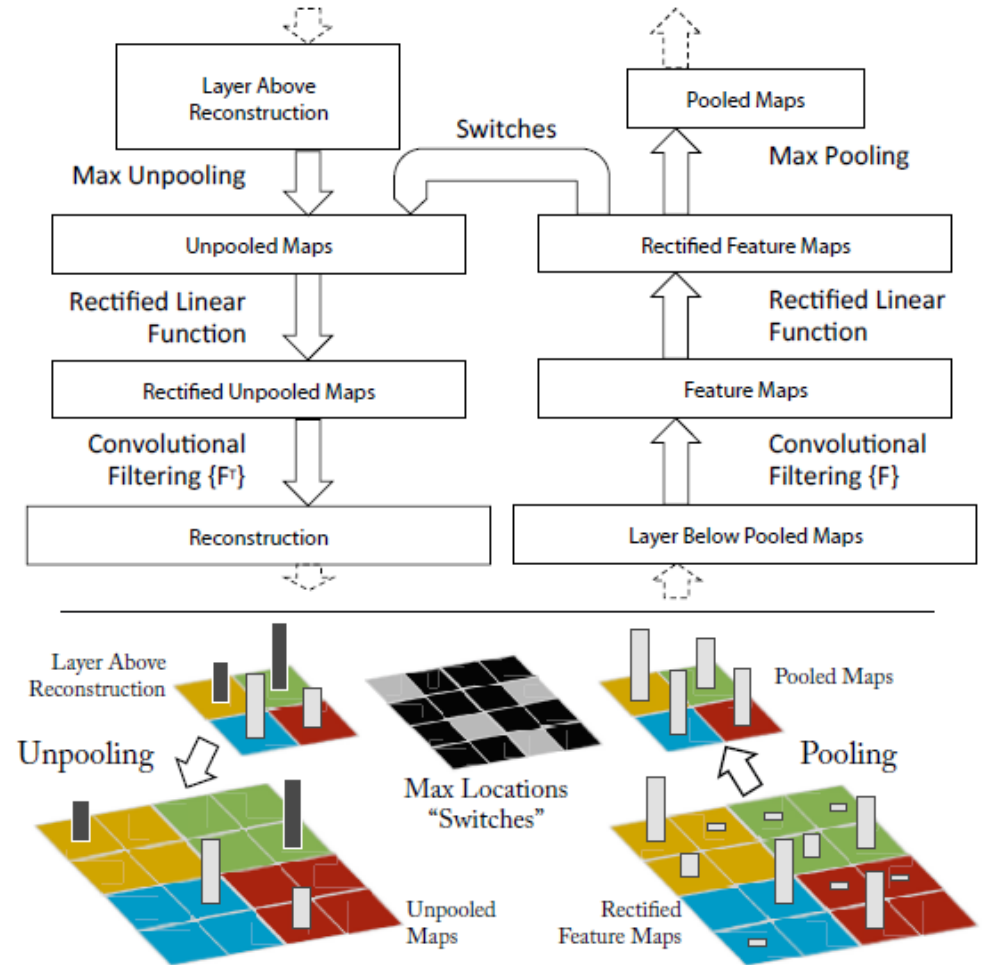 Layer Above
Reconstruction
Pooled Maps
Switches
Max Unpooling
Max Pooling
Unpooled Maps
Rectified Feature Maps
Rectified Linear
Function
Rectified Linear
Function
Rectified Unpooled Maps
Feature Maps
Convolutional
Filtering {Fᵀ}
Convolutional
Filtering {F}
Reconstruction
Layer Below Pooled Maps
Layer Above
Reconstruction
Pooled Maps
Unpooling
Pooling
Max Locations
“Switches”
Unpooled
Maps
Rectified
Feature Maps